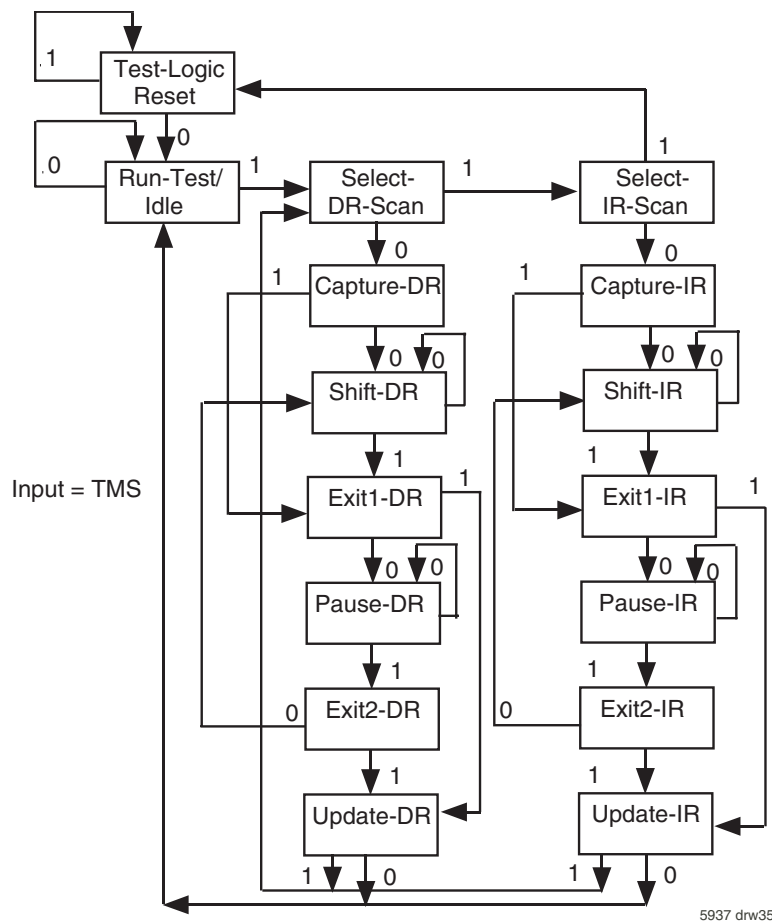 .1
Test-Logic
Reset
0
1
.0
Run-Test/
Idle
1
Select-
DR-Scan
1
Select-
IR-Scan
0
0
1
Capture-DR
1
Capture-IR
0
0
0
0
Shift-DR
Shift-IR
1
1
Input = TMS
Exit1-DR
1
Exit1-IR
1
0
0
0
0
Pause-DR
Pause-IR
1
1
0
Exit2-DR
0
Exit2-IR
1
1
Update-DR
Update-IR
1
0
1
0
5937 drw35